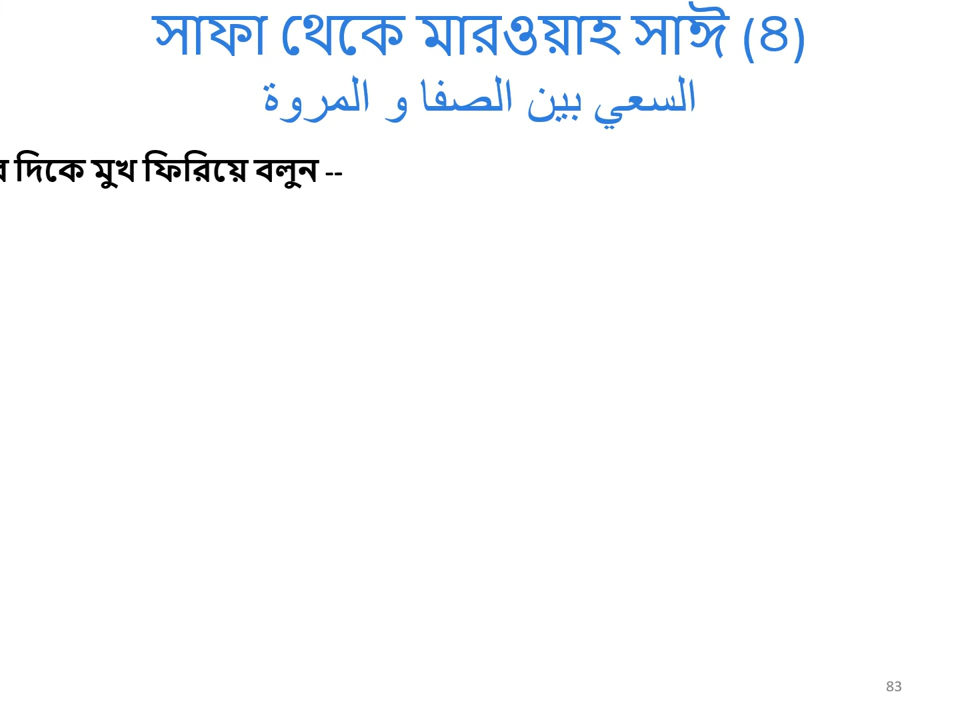 সাফা থেকে মারওয়াহ সাঈ (৪)
السعي بين الصفا و المروة
দিকে মুখ ফিরিয়ে বলুন --
83